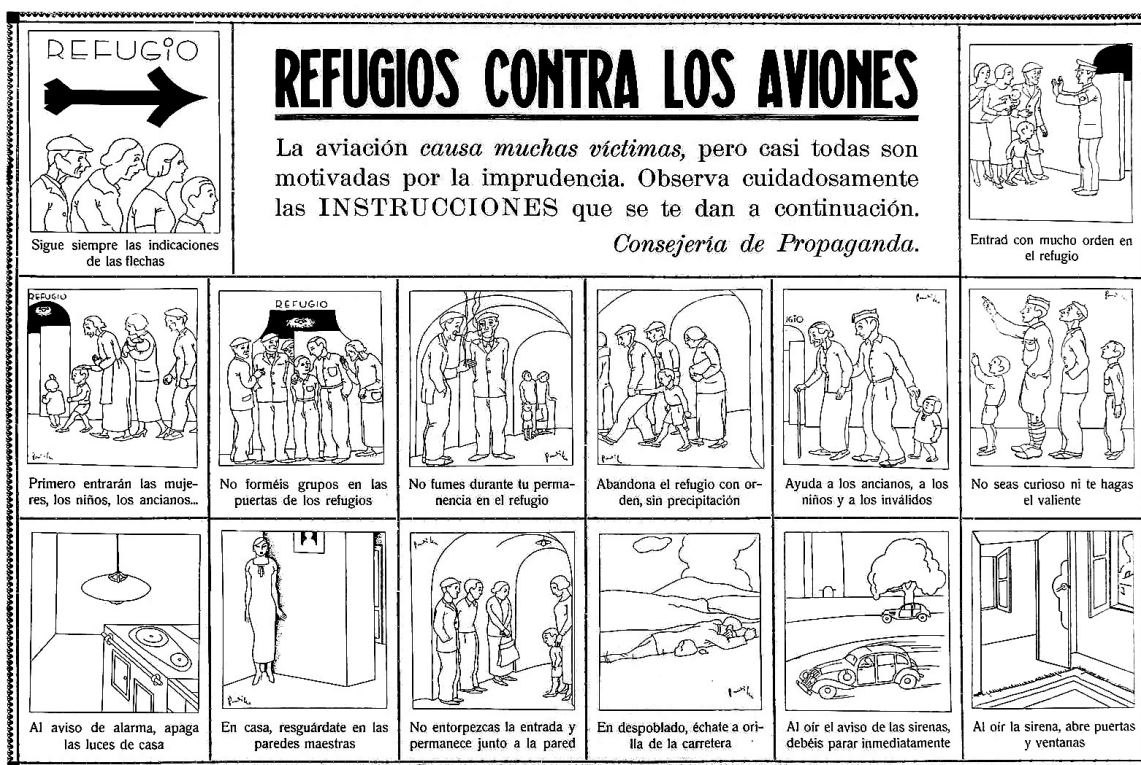 REFUGIO
Sigue siempre las indicaciones
de las flechas
REFUGIOS CONTRA LOS AVIONES
La aviación causa muchas víctimas, pero casi todas son
motivadas por la imprudencia. Observa cuidadosamente
las INSTRUCCIONES que se te dan a continuación.
Consejería de Propaganda.
Entrad con mucho orden en
el refugio
REFUGIO
Primero entrarán las muje-
res, los niños, los ancianos...
REFUGIO
No forméis grupos en las
puertas de los refugios
No fumes durante tu perma-
nencia en el refugio
Abandona el refugio con or-
den, sin precipitación
UGIO
Ayuda a los ancianos, a los
niños y a los inválidos
No seas curioso ni te hagas
el valiente
Al aviso de alarma, apaga
las luces de casa
En casa, resguárdate en las
paredes maestras
No entorpezcas la entrada y
permanece junto a la pared
En despoblado, échate a ori-
lla de la carretera
Al oír el aviso de las sirenas,
debéis parar inmediatamente
Al oír la sirena, abre puertas
y ventanas